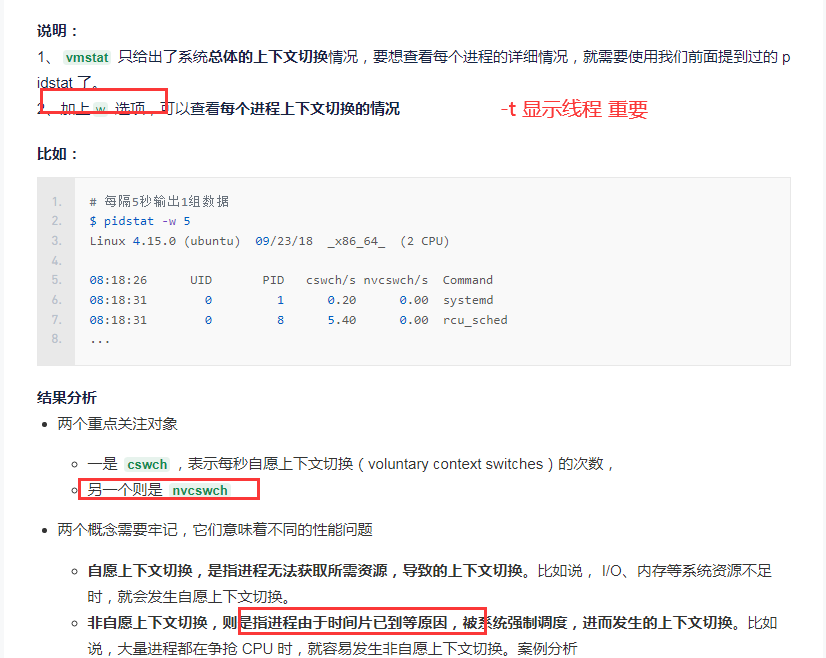 说明：
1、 vmstat 只给出了系统总体的上下文切换情况，要想查看每个进程的详细情况，就需要使用我们前面提到过的 p
idstat 了。
2、加上 w 选项，可以查看每个进程上下文切换的情况
-t 显示线程 重要
比如：
1. # 每隔5秒输出1组数据
2. $ pidstat -w 5
3. Linux 4.15.0 (ubuntu)  09/23/18  _x86_64_  (2 CPU)
4.
5. 08:18:26      UID       PID   cswch/s nvcswch/s  Command
6. 08:18:31        0         1      0.20      0.00  systemd
7. 08:18:31        0         8      5.40      0.00  rcu_sched
8. ...
结果分析
• 两个重点关注对象
一是 cswch ，表示每秒自愿上下文切换（voluntary context switches）的次数，
另一个则是 nvcswch
• 两个概念需要牢记，它们意味着不同的性能问题
自愿上下文切换，是指进程无法获取所需资源，导致的上下文切换。比如说， I/O、内存等系统资源不足
时，就会发生自愿上下文切换。
非自愿上下文切换，则是指进程由于时间片已到等原因，被系统强制调度，进而发生的上下文切换。比如
说，大量进程都在争抢 CPU 时，就容易发生非自愿上下文切换。案例分析